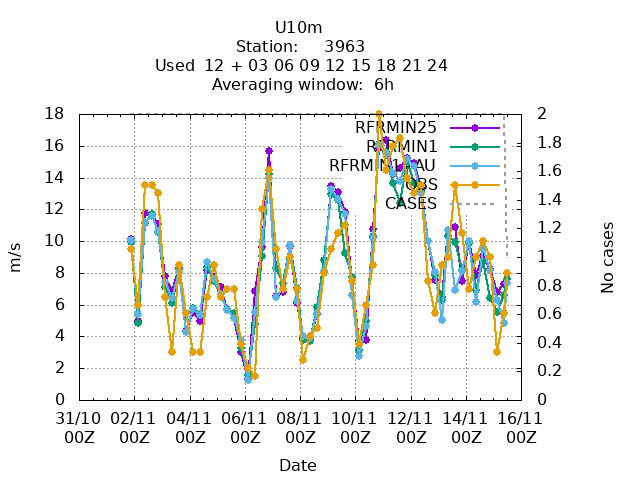 U10m
Station: 3963
Used 12 + 03 06 09 12 15 18 21 24
Averaging window: 6h
18 2
RFRMIN25
16 1.8
RFRMIN1
RFRMIN1_AU
14 1.6
OBS
CASES
12 1.4
10 1.2
8 1
6 0.8
4 0.6
2 0.4
0 0.2
0
m/s
No cases
31/10 02/11 04/11 06/11 08/11 10/11 12/11 14/11 16/11
00Z 00Z 00Z 00Z 00Z 00Z 00Z 00Z 00Z
Date